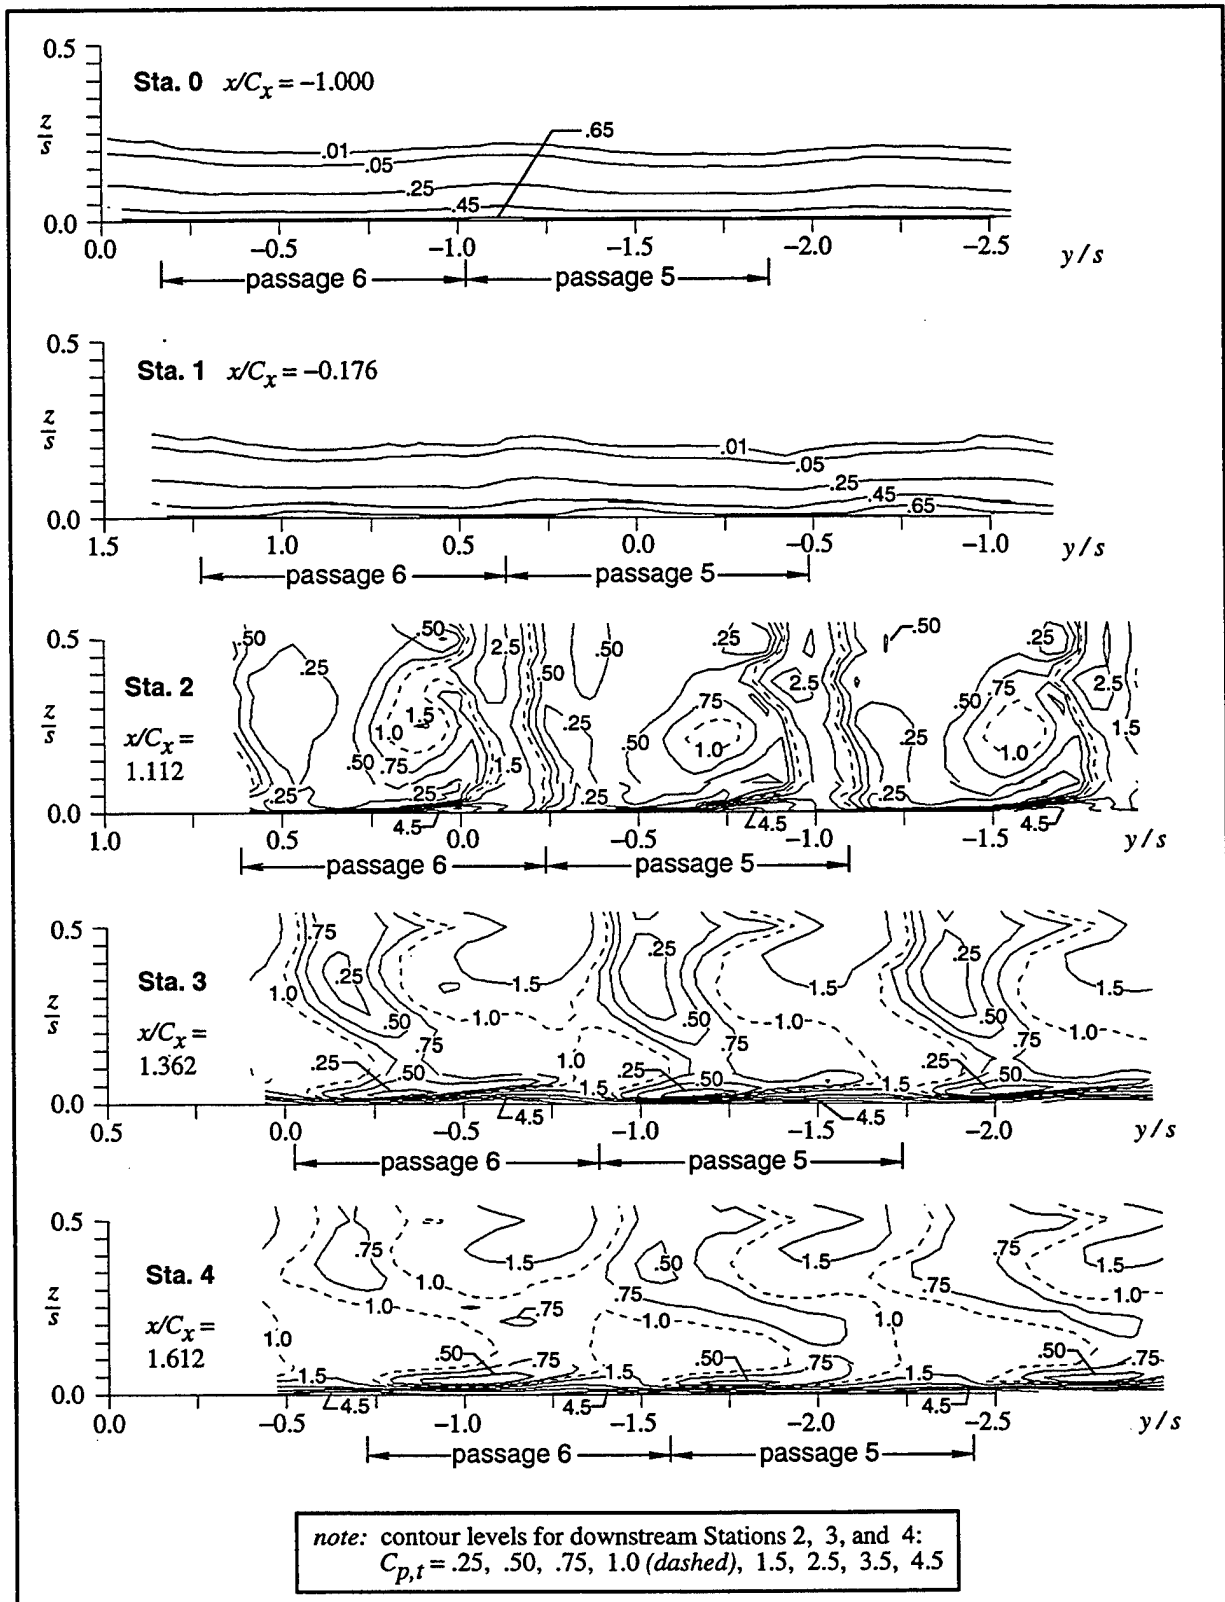 0.5
Sta. 0 x/Cx = −1.000
z/s
.65
.01
.05
.25
.45
0.0
0.0 −0.5 −1.0 −1.5 −2.0 −2.5 y/s
passage 6 passage 5
0.5
Sta. 1 x/Cx = −0.176
z/s
.01
.05
.25
.45
.65
0.0
1.5 1.0 0.5 0.0 −0.5 −1.0 y/s
passage 6 passage 5
0.5
.50 .50 2.5 .50 .50 .25 .50 .25
Sta. 2
.25 2.5 .75 .50 .75 2.5
z/s
1.5 .25
x/Cx =
1.112
1.0 .50 1.0 .25 1.0 1.5
.50 .75 1.5
.25 .25 .25
0.0
4.5 4.5 4.5
1.0 0.5 0.0 −0.5 −1.0 −1.5 y/s
passage 6 passage 5
0.5
.75 .25 .25
Sta. 3
.25 1.5 1.5
z/s
1.0
x/Cx =
1.362
.50 1.0 .50 1.0 .50 1.0
.75 1.0 .75 .75
.25 .50 1.5 .25 .50 1.5 .25 .50
0.0
4.5 4.5
0.5 0.0 −0.5 −1.0 −1.5 −2.0 y/s
passage 6 passage 5
0.5
.75 1.5 .50 1.5 .75 1.5
Sta. 4
1.0 .75 .75 1.0
z/s
1.0 .75 1.0 1.0
x/Cx =
1.612
1.0
1.5 .50 .75 1.5 .50 .75 1.5 .50 .75
0.0
4.5 4.5 4.5
0.0 −0.5 −1.0 −1.5 −2.0 −2.5 y/s
passage 6 passage 5
note: contour levels for downstream Stations 2, 3, and 4:
Cp,t = .25, .50, .75, 1.0 (dashed), 1.5, 2.5, 3.5, 4.5